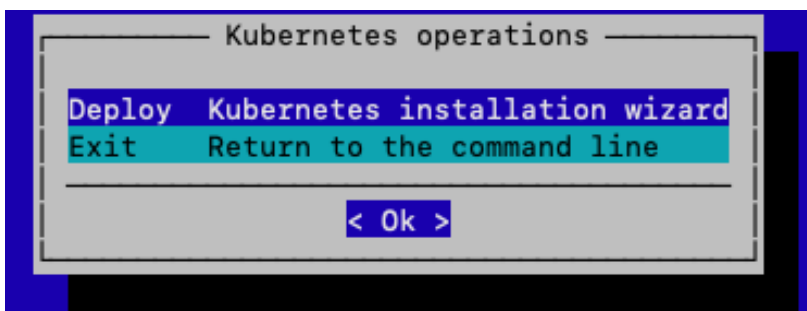 Kubernetes operations
Deploy Kubernetes installation wizard
Exit Return to the command line
< Ok >